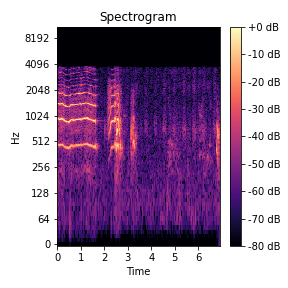 Spectrogram
+0 dB
8192
-10 dB
4096
-20 dB
2048
-30 dB
1024
Hz
512
-40 dB
256
-50 dB
128
-60 dB
64
-70 dB
0
-80 dB
0 1 2 3 4 5 6
Time